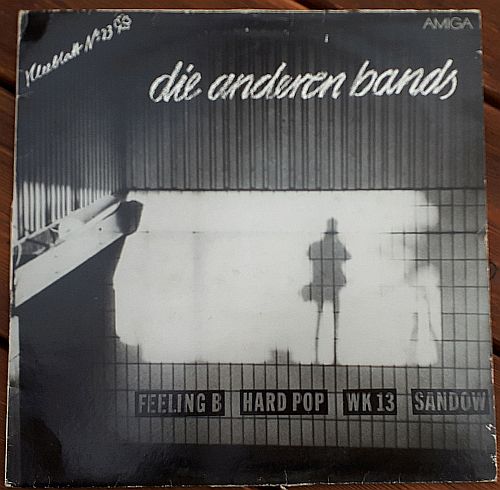 Kleeblatt No 23
AMIGA
die anderen bands
FEELING B HARD POP WK 13 SANDOW